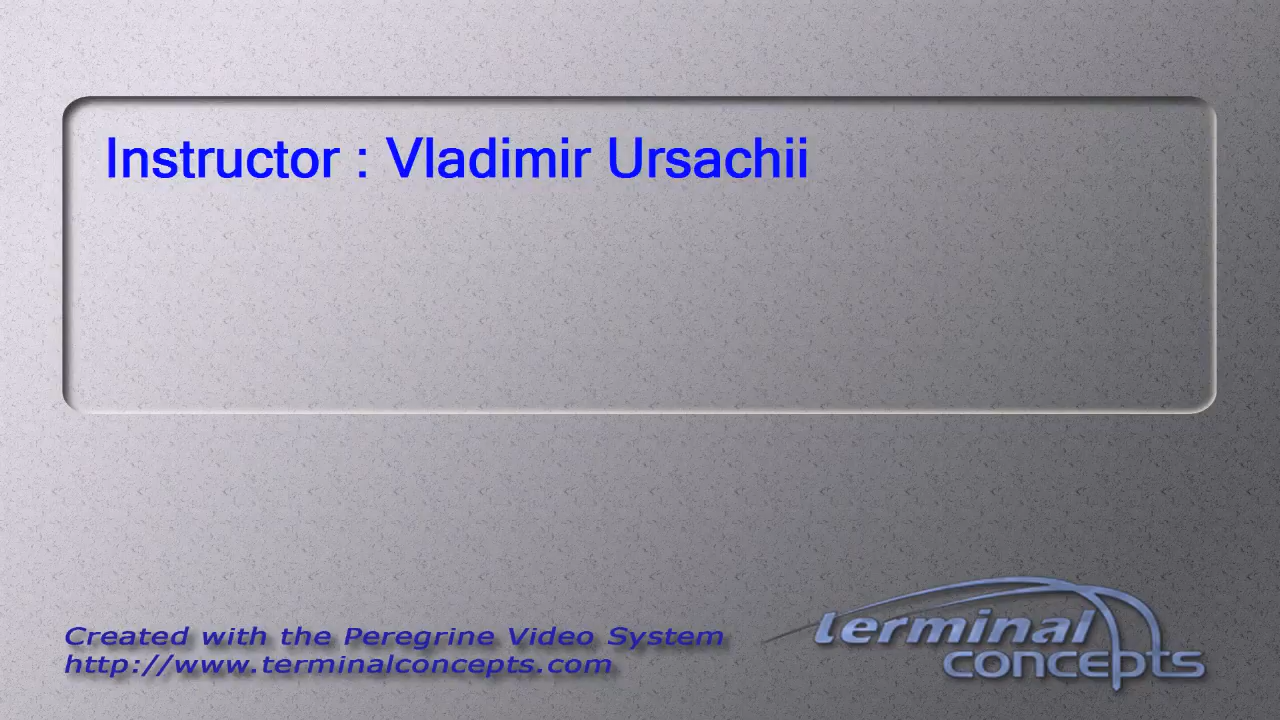 Instructor : Vladimir Ursachii
Created with the Peregrine Video System
http://www.terminalconcepts.com
terminal
concepts